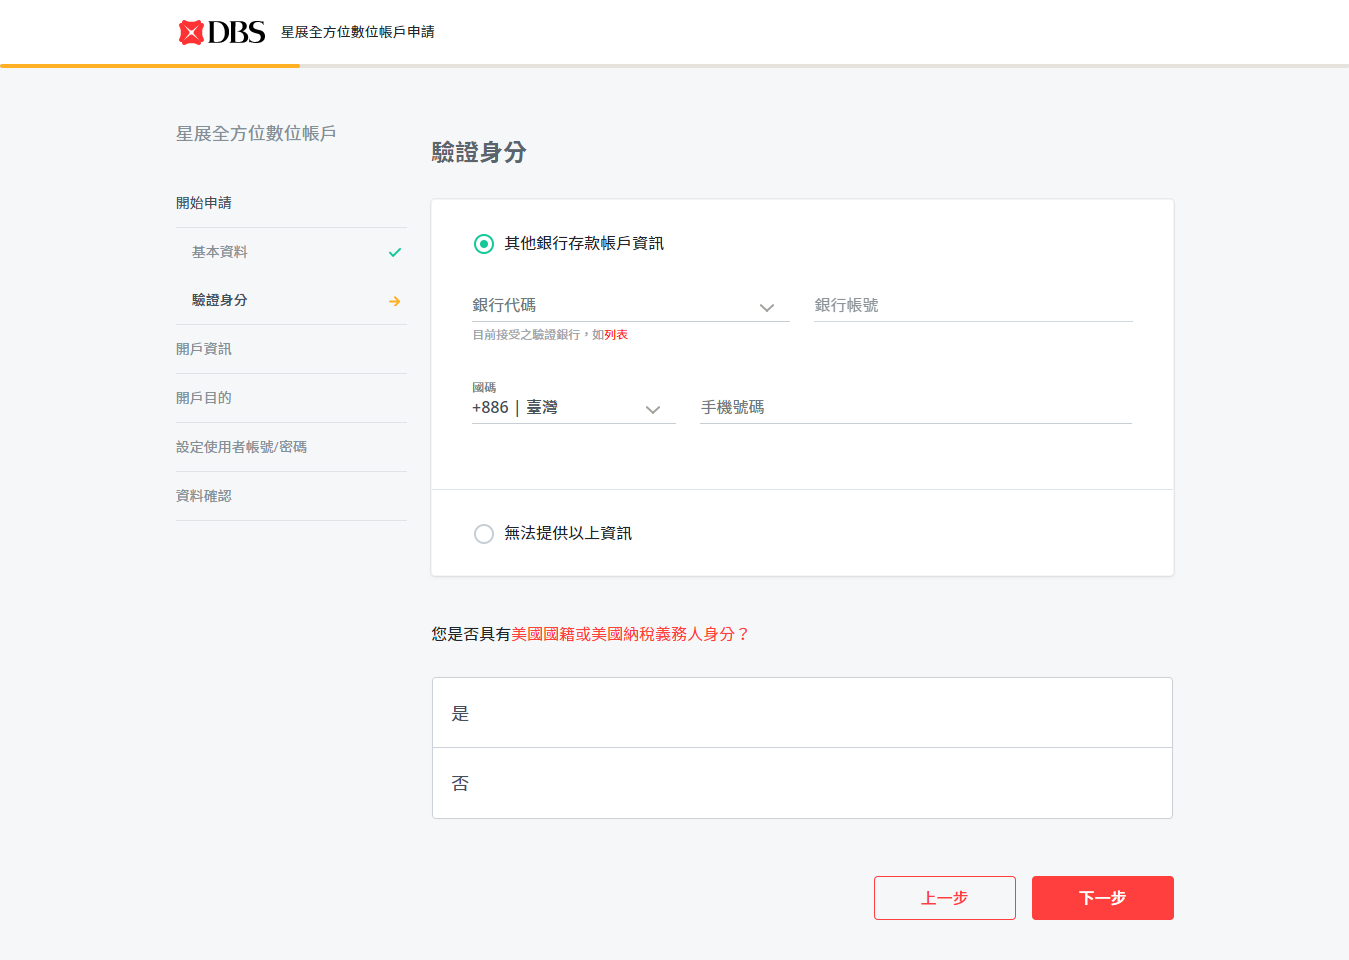 DBS 星展全方位數位帳戶申請
星展全方位數位帳戶
開始申請
基本資料
驗證身分
開戶資訊
開戶目的
設定使用者帳號/密碼
資料確認
驗證身分
其他銀行存款帳戶資訊
銀行代碼
銀行帳號
目前接受之驗證銀行，如列表
國碼
+886 | 臺灣
手機號碼
無法提供以上資訊
您是否具有美國國籍或美國納稅義務人身分？
是
否
上一步
下一步